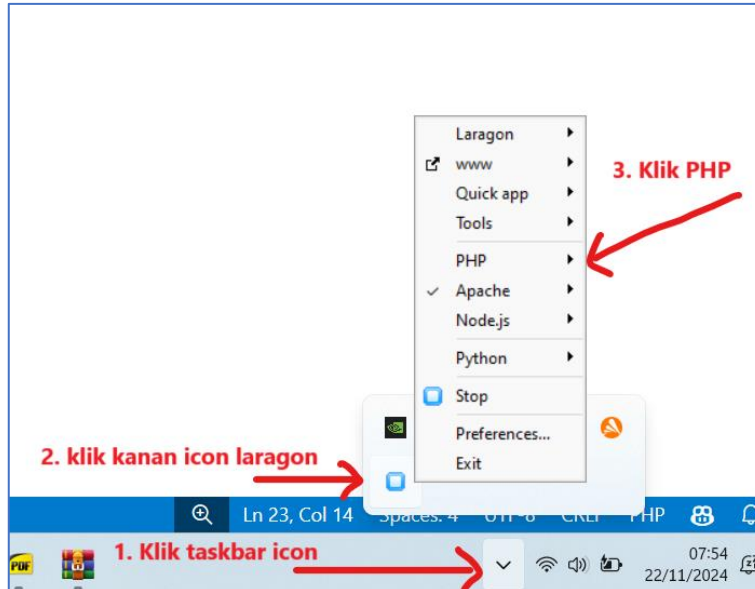 Laragon
www
Quick app
Tools
3. Klik PHP
PHP
Apache
Node.js
Python
Stop
Preferences...
Exit
2. klik kanan icon laragon
Ln 23, Col 14 Spaces: 4 UTF-8 CRLF PHP
PDF
1. Klik taskbar icon
07:54
22/11/2024